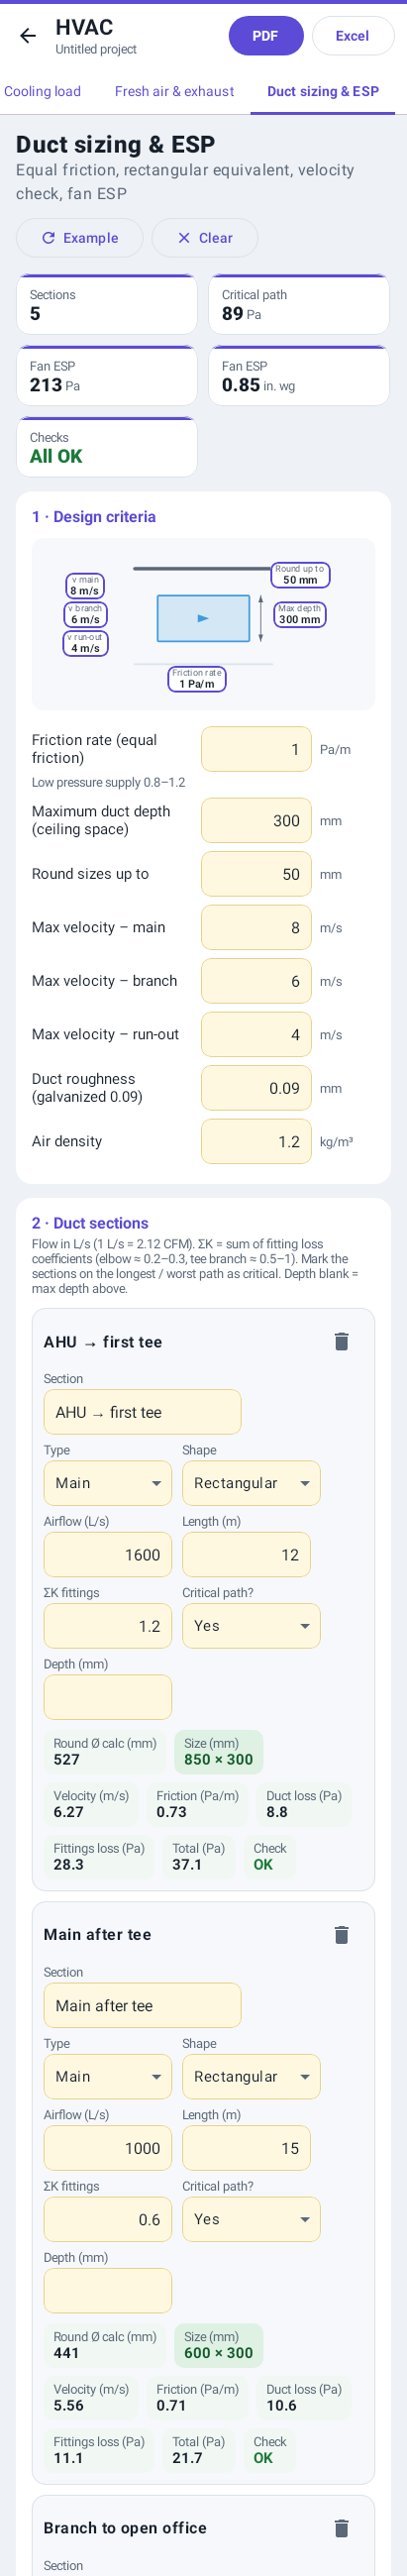 HVAC
Untitled project
PDF
Excel
Cooling load
Fresh air & exhaust
Duct sizing & ESP
Duct sizing & ESP
Equal friction, rectangular equivalent, velocity
check, fan ESP
Example
Clear
Sections
5
Critical path
89 Pa
Fan ESP
213 Pa
Fan ESP
0.85 in. wg
Checks
All OK
1 · Design criteria
v main
8 m/s
v branch
6 m/s
v run-out
4 m/s
Round up to
50 mm
Max depth
300 mm
Friction rate
1 Pa/m
Friction rate (equal
friction)
1 Pa/m
Low pressure supply 0.8–1.2
Maximum duct depth
(ceiling space)
300 mm
Round sizes up to
50 mm
Max velocity – main
8 m/s
Max velocity – branch
6 m/s
Max velocity – run-out
4 m/s
Duct roughness
(galvanized 0.09)
0.09 mm
Air density
1.2 kg/m³
2 · Duct sections
Flow in L/s (1 L/s = 2.12 CFM). ΣK = sum of fitting loss
coefficients (elbow ≈ 0.2–0.3, tee branch ≈ 0.5–1). Mark the
sections on the longest / worst path as critical. Depth blank =
max depth above.
AHU → first tee
Section
AHU → first tee
Type
Main
Shape
Rectangular
Airflow (L/s)
1600
Length (m)
12
ΣK fittings
1.2
Critical path?
Yes
Depth (mm)
Round Ø calc (mm)
527
Size (mm)
850 × 300
Velocity (m/s)
6.27
Friction (Pa/m)
0.73
Duct loss (Pa)
8.8
Fittings loss (Pa)
28.3
Total (Pa)
37.1
Check
OK
Main after tee
Section
Main after tee
Type
Main
Shape
Rectangular
Airflow (L/s)
1000
Length (m)
15
ΣK fittings
0.6
Critical path?
Yes
Depth (mm)
Round Ø calc (mm)
441
Size (mm)
600 × 300
Velocity (m/s)
5.56
Friction (Pa/m)
0.71
Duct loss (Pa)
10.6
Fittings loss (Pa)
11.1
Total (Pa)
21.7
Check
OK
Branch to open office
Section